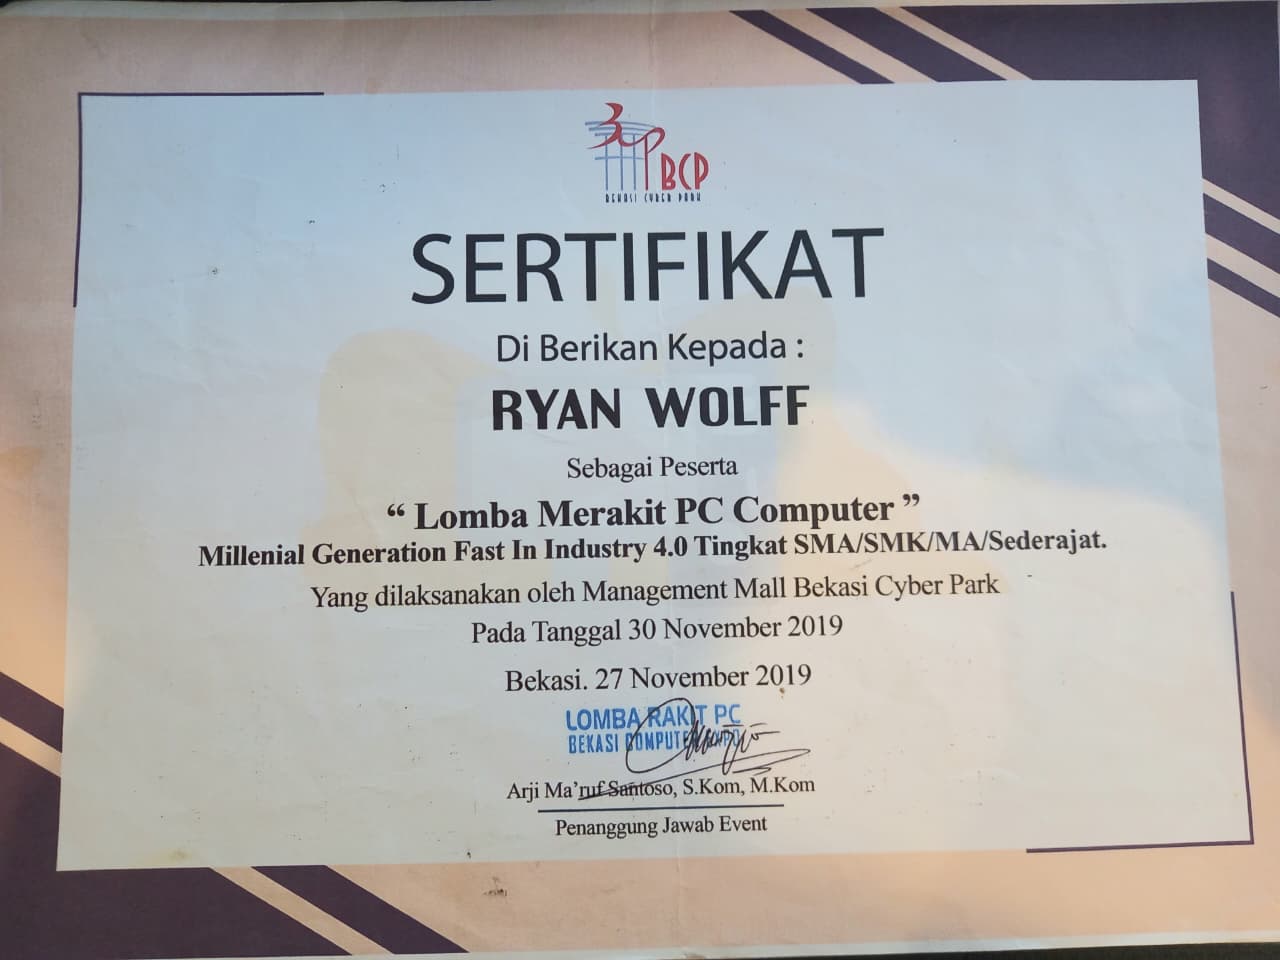 BCP
BEKASI CYBER PARK
SERTIFIKAT
Di Berikan Kepada :
RYAN WOLFF
Sebagai Peserta
“ Lomba Merakit PC Computer ”
Millenial Generation Fast In Industry 4.0 Tingkat SMA/SMK/MA/Sederajat.
Yang dilaksanakan oleh Management Mall Bekasi Cyber Park
Pada Tanggal 30 November 2019
Bekasi. 27 November 2019
LOMBA RAKIT PC
BEKASI COMPUTER
Arji Ma’ruf Santoso, S.Kom, M.Kom
Penanggung Jawab Event